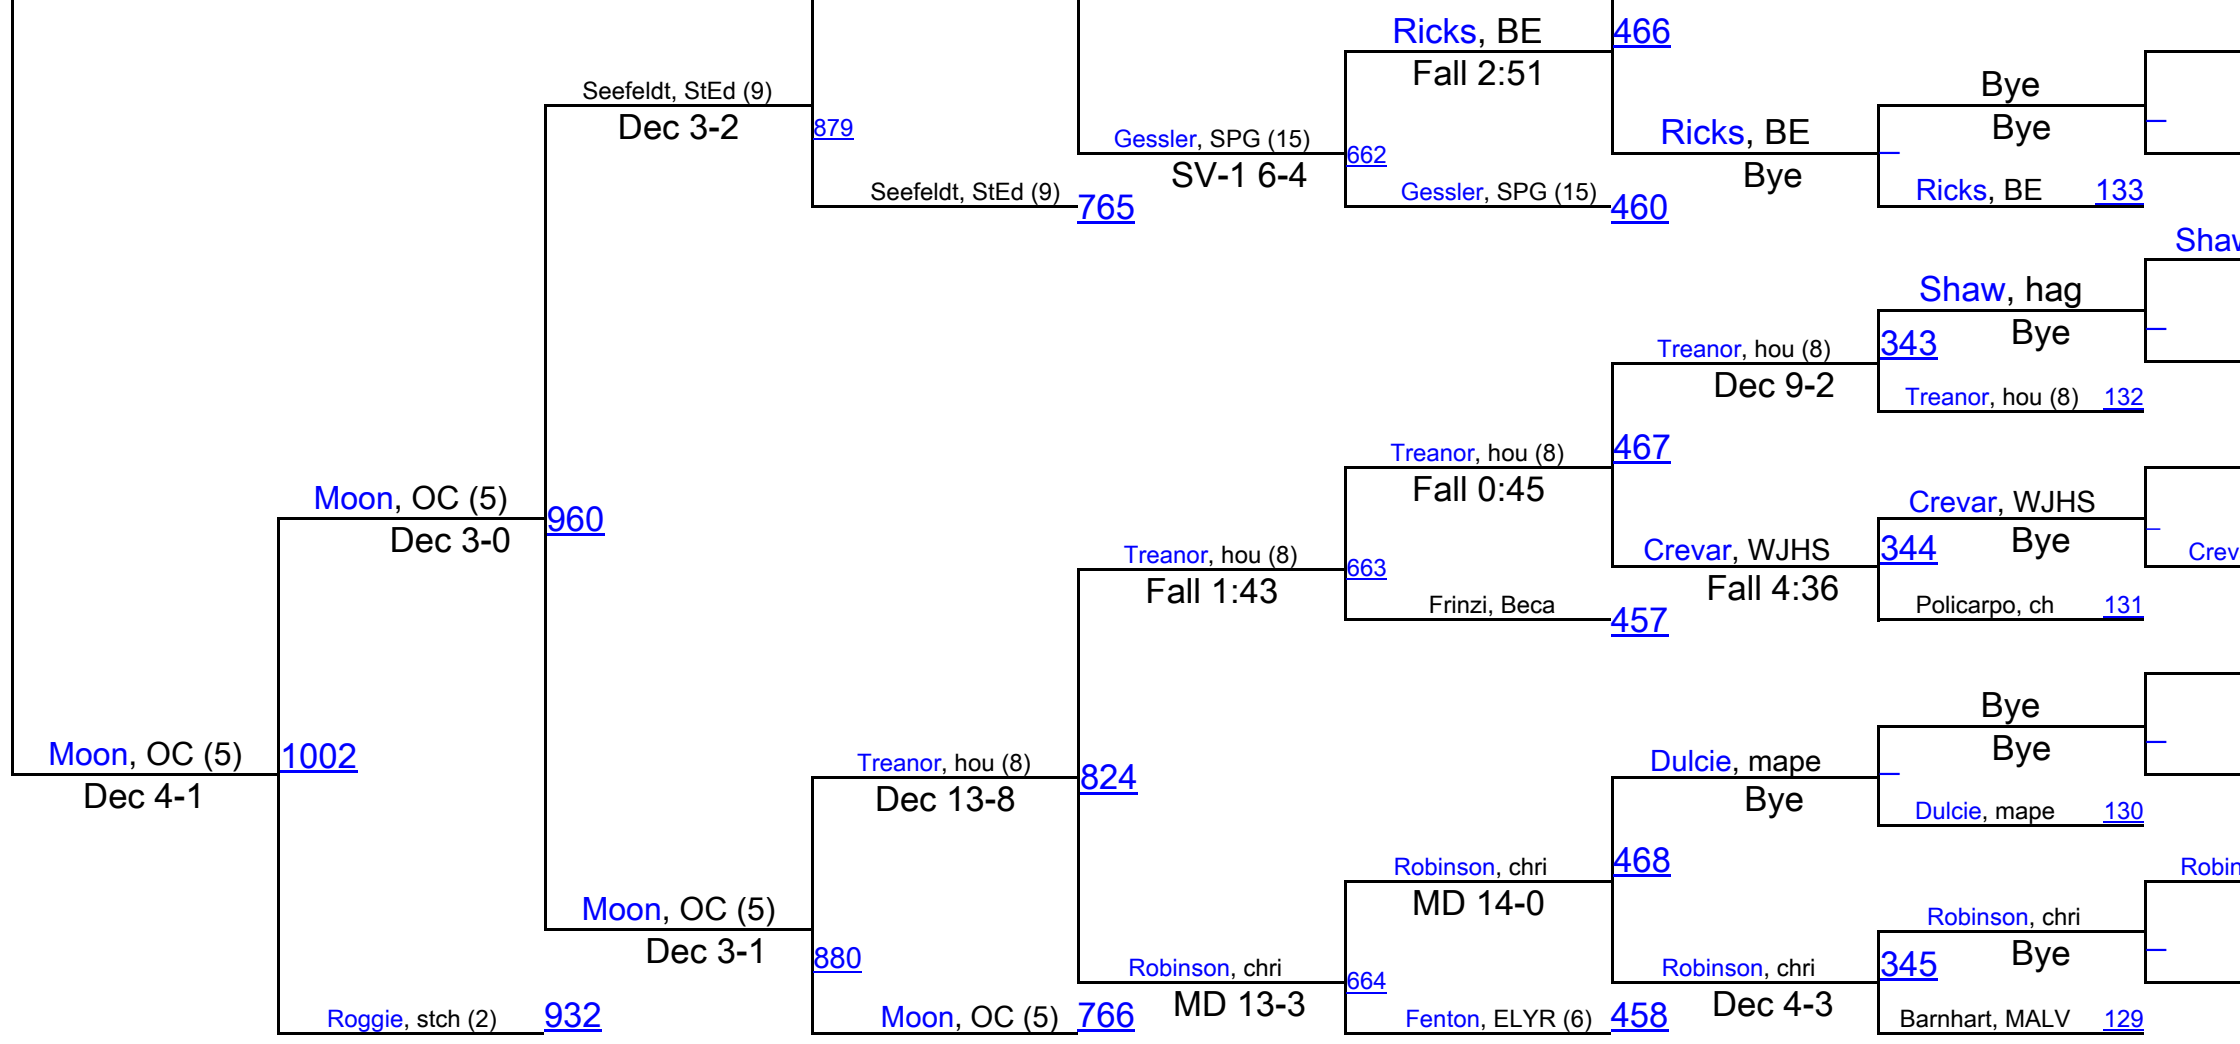 Ricks, BE
466
Fall 2:51
Bye
Seefeldt, StEd (9)
Dec 3-2
879
Gessler, SPG (15)
662
SV-1 6-4
Ricks, BE
Bye
Bye
Seefeldt, StEd (9)
765
Gessler, SPG (15)
460
Ricks, BE
133
Shaw
Shaw, hag
Bye
343
Treanor, hou (8)
Dec 9-2
Treanor, hou (8)
132
Treanor, hou (8)
467
Fall 0:45
Moon, OC (5)
960
Dec 3-0
Crevar, WJHS
Bye
344
Crevar, WJHS
Crev
Fall 4:36
Treanor, hou (8)
663
Fall 1:43
Frinzi, Beca
457
Policarpo, ch
131
Bye
Bye
Moon, OC (5)
1002
Dec 4-1
Treanor, hou (8)
824
Dec 13-8
Dulcie, mape
Bye
Dulcie, mape
130
Robinson, chri
468
MD 14-0
Robin
Moon, OC (5)
Dec 3-1
880
Robinson, chri
Bye
345
Robinson, chri
664
MD 13-3
Robinson, chri
Dec 4-3
Roggie, stch (2)
932
Moon, OC (5)
766
Fenton, ELYR (6)
458
Barnhart, MALV
129